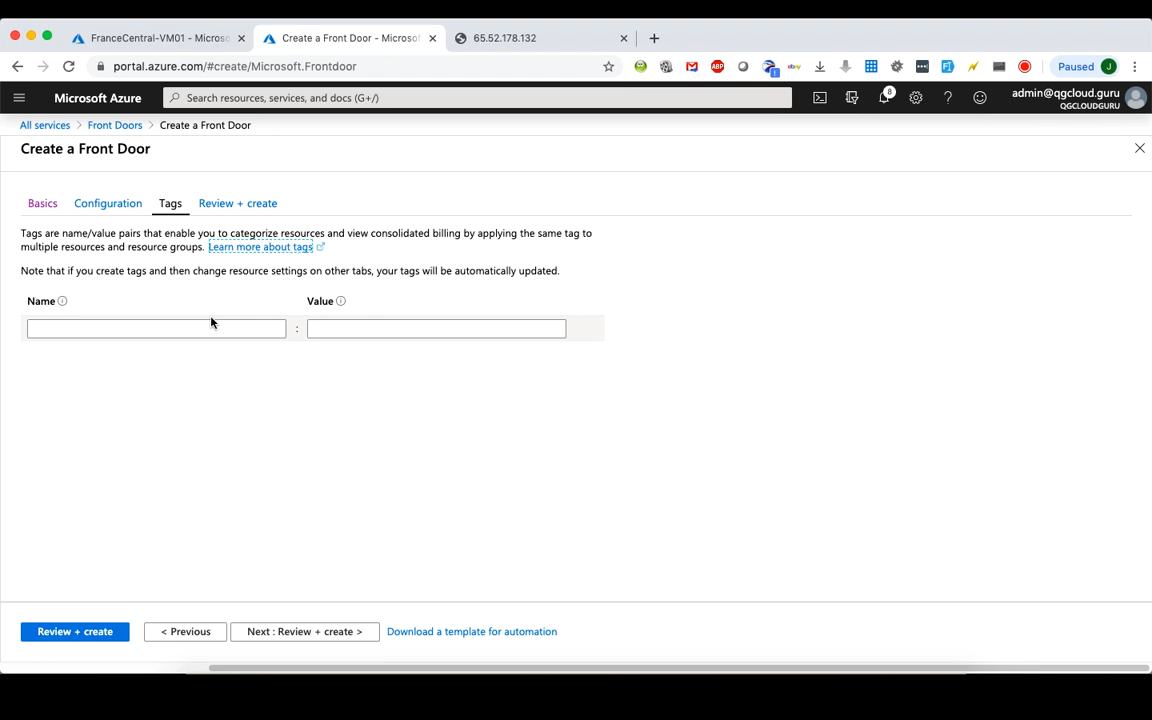 FranceCentral-VM01 - Microso
Create a Front Door - Microsof
65.52.178.132
portal.azure.com/#create/Microsoft.Frontdoor
ABP
ebay
Paused
J
Microsoft Azure
Search resources, services, and docs (G+/)
8
admin@qgcloud.guru
QGCLOUDGURU
All services > Front Doors > Create a Front Door
Create a Front Door
Basics
Configuration
Tags
Review + create
Tags are name/value pairs that enable you to categorize resources and view consolidated billing by applying the same tag to
multiple resources and resource groups. Learn more about tags
Note that if you create tags and then change resource settings on other tabs, your tags will be automatically updated.
Name
Value
:
Review + create
< Previous
Next : Review + create >
Download a template for automation